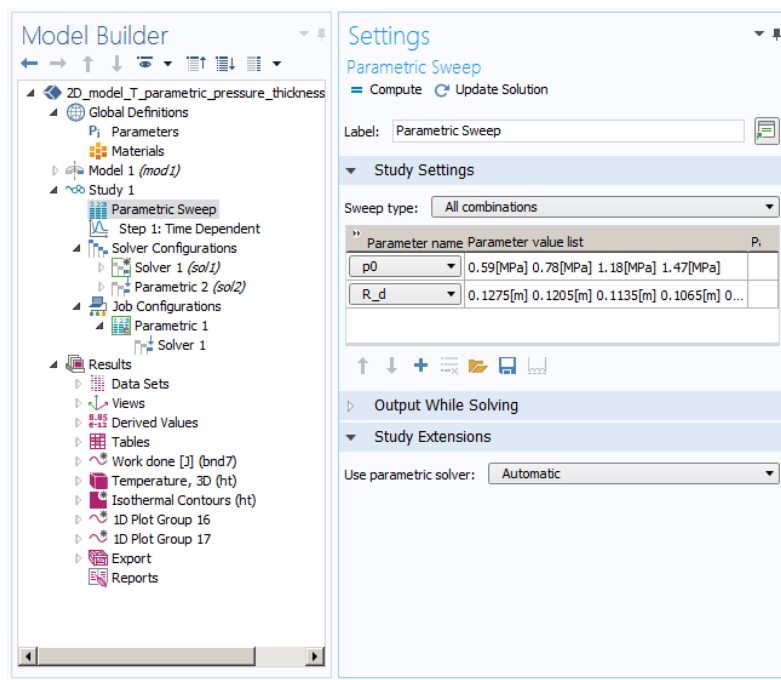 Model Builder
2D_model_T_parametric_pressure_thickness
Global Definitions
Pi Parameters
Materials
Model 1 (mod1)
Study 1
Parametric Sweep
Step 1: Time Dependent
Solver Configurations
Solver 1 (sol1)
Parametric 2 (sol2)
Job Configurations
Parametric 1
Solver 1
Results
Data Sets
Views
8.85
e-12
Derived Values
Tables
Work done [J] (bnd7)
Temperature, 3D (ht)
Isothermal Contours (ht)
1D Plot Group 16
1D Plot Group 17
Export
Reports
Settings
Parametric Sweep
= Compute Update Solution
Label: Parametric Sweep
Study Settings
Sweep type: All combinations
Parameter name Parameter value list P
p0 0.59[MPa] 0.78[MPa] 1.18[MPa] 1.47[MPa]
R_d 0.1275[m] 0.1205[m] 0.1135[m] 0.1065[m] 0...
Output While Solving
Study Extensions
Use parametric solver: Automatic